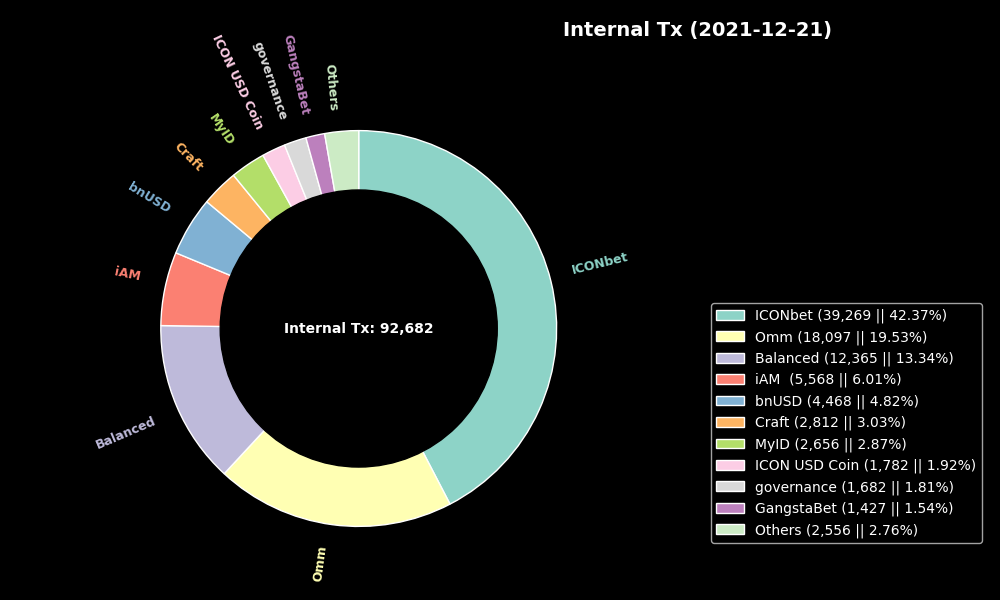 Internal Tx (2021-12-21)
Others
GangstaBet
governance
ICON USD Coin
MyID
Craft
bnUSD
iAM
ICONbet
Internal Tx: 92,682
Balanced
Omm
ICONbet (39,269 || 42.37%)
Omm (18,097 || 19.53%)
Balanced (12,365 || 13.34%)
iAM  (5,568 || 6.01%)
bnUSD (4,468 || 4.82%)
Craft (2,812 || 3.03%)
MyID (2,656 || 2.87%)
ICON USD Coin (1,782 || 1.92%)
governance (1,682 || 1.81%)
GangstaBet (1,427 || 1.54%)
Others (2,556 || 2.76%)